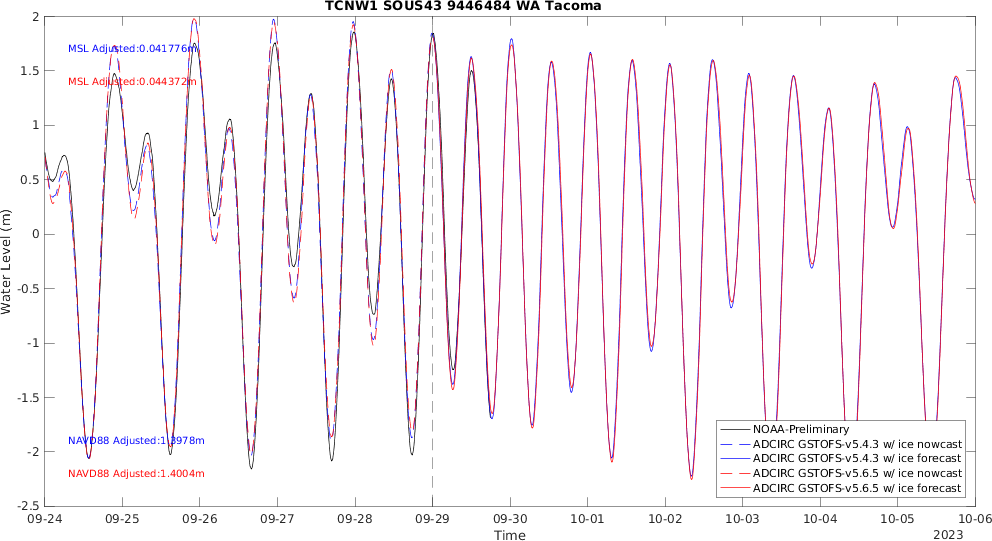 TCNW1 SOUS43 9446484 WA Tacoma
MSL Adjusted:0.041776m
MSL Adjusted:0.044372m
NAVD88 Adjusted:1.3978m
NAVD88 Adjusted:1.4004m
Water Level (m)
2
1.5
1
0.5
0
-0.5
-1
-1.5
-2
-2.5
NOAA-Preliminary
ADCIRC GSTOFS-v5.4.3 w/ ice nowcast
ADCIRC GSTOFS-v5.4.3 w/ ice forecast
ADCIRC GSTOFS-v5.6.5 w/ ice nowcast
ADCIRC GSTOFS-v5.6.5 w/ ice forecast
09-24 09-25 09-26 09-27 09-28 09-29 09-30 10-01 10-02 10-03 10-04 10-05 10-06
Time
2023